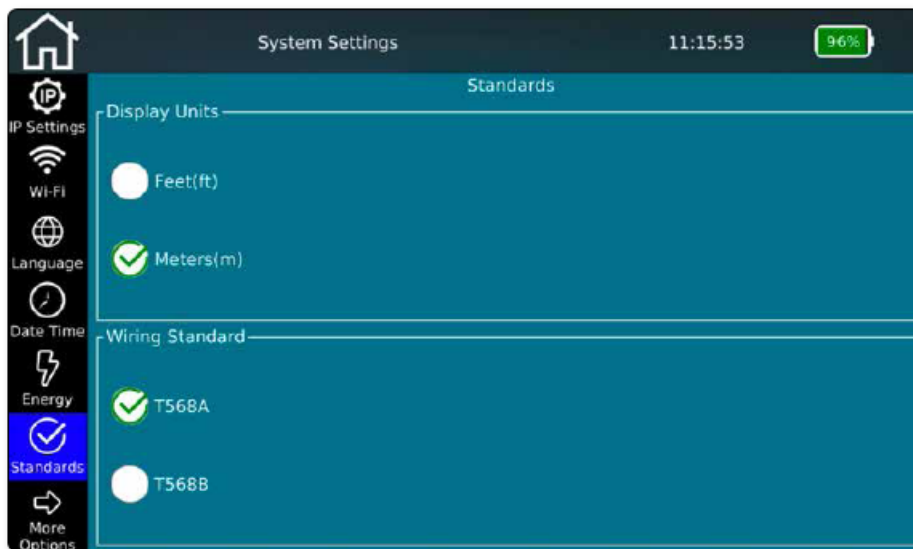 System Settings 11:15:53 96%
Standards
IP
IP Settings
Wi-Fi
Language
Date Time
Energy
Standards
More
Options
Display Units
Feet(ft)
Meters(m)
Wiring Standard
T568A
T568B